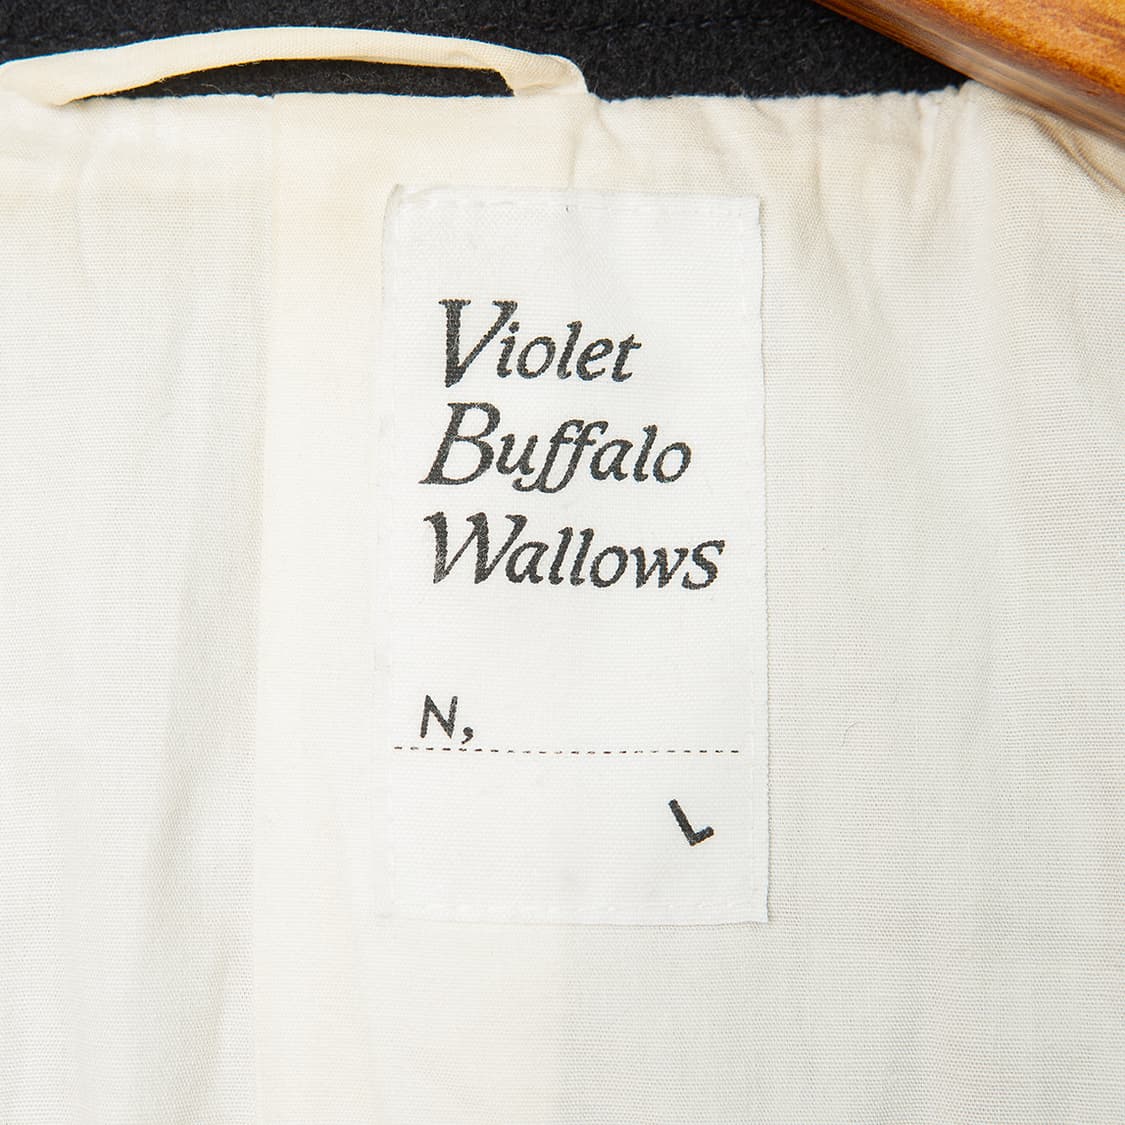 Violet
Buffalo
Wallows
N,
L